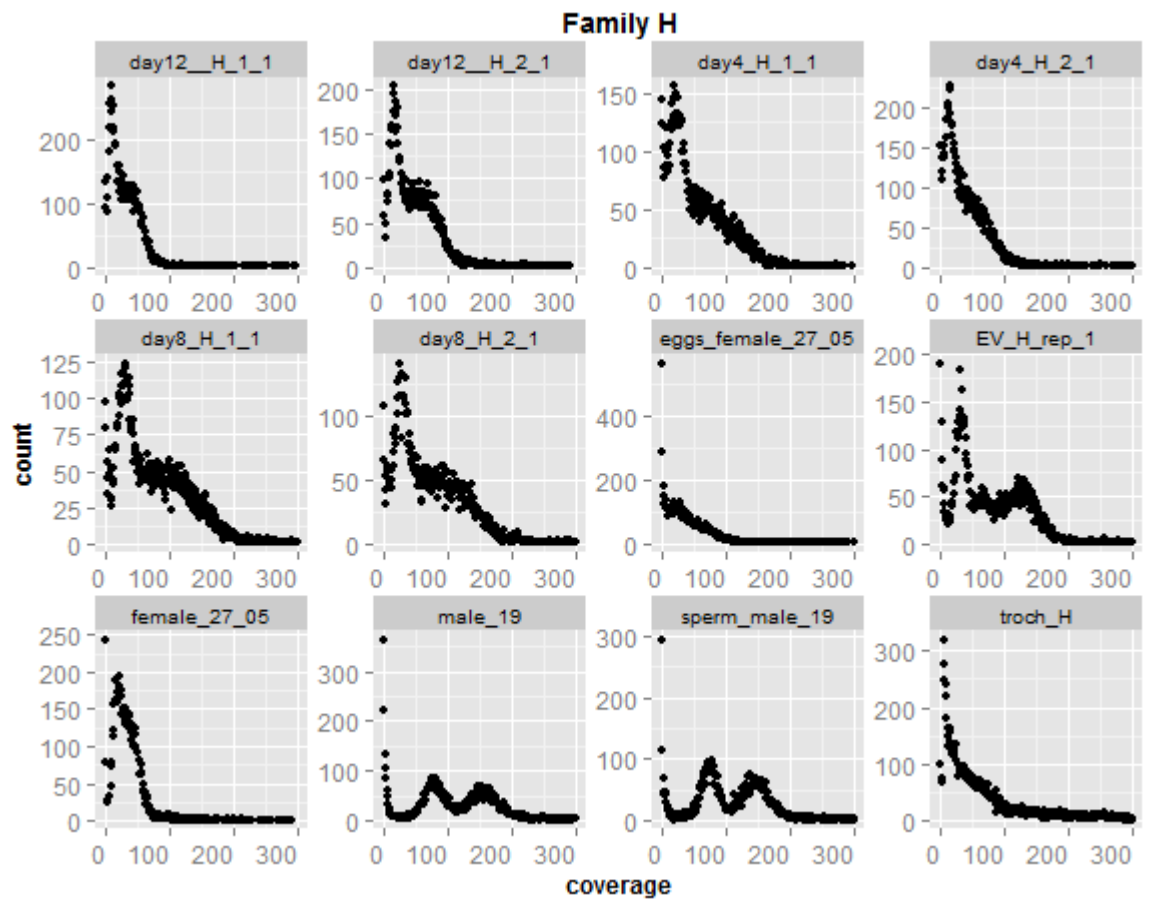 Family H
day12__H_1_1 day12__H_2_1 day4_H_1_1 day4_H_2_1
200 100 0
200 150 100 50 0
150 100 50 0
200 150 100 50 0
0 100 200 300 0 100 200 300 0 100 200 300 0 100 200 300
day8_H_1_1 day8_H_2_1 eggs_female_27_05 EV_H_rep_1
125 100 75 50 25 0
100 50 0
400 200 0
200 150 100 50 0
0 100 200 300 0 100 200 300 0 100 200 300 0 100 200 300
female_27_05 male_19 sperm_male_19 troch_H
250 200 150 100 50 0
300 200 100 0
300 200 100 0
300 200 100 0
0 100 200 300 0 100 200 300 0 100 200 300 0 100 200 300
count
coverage